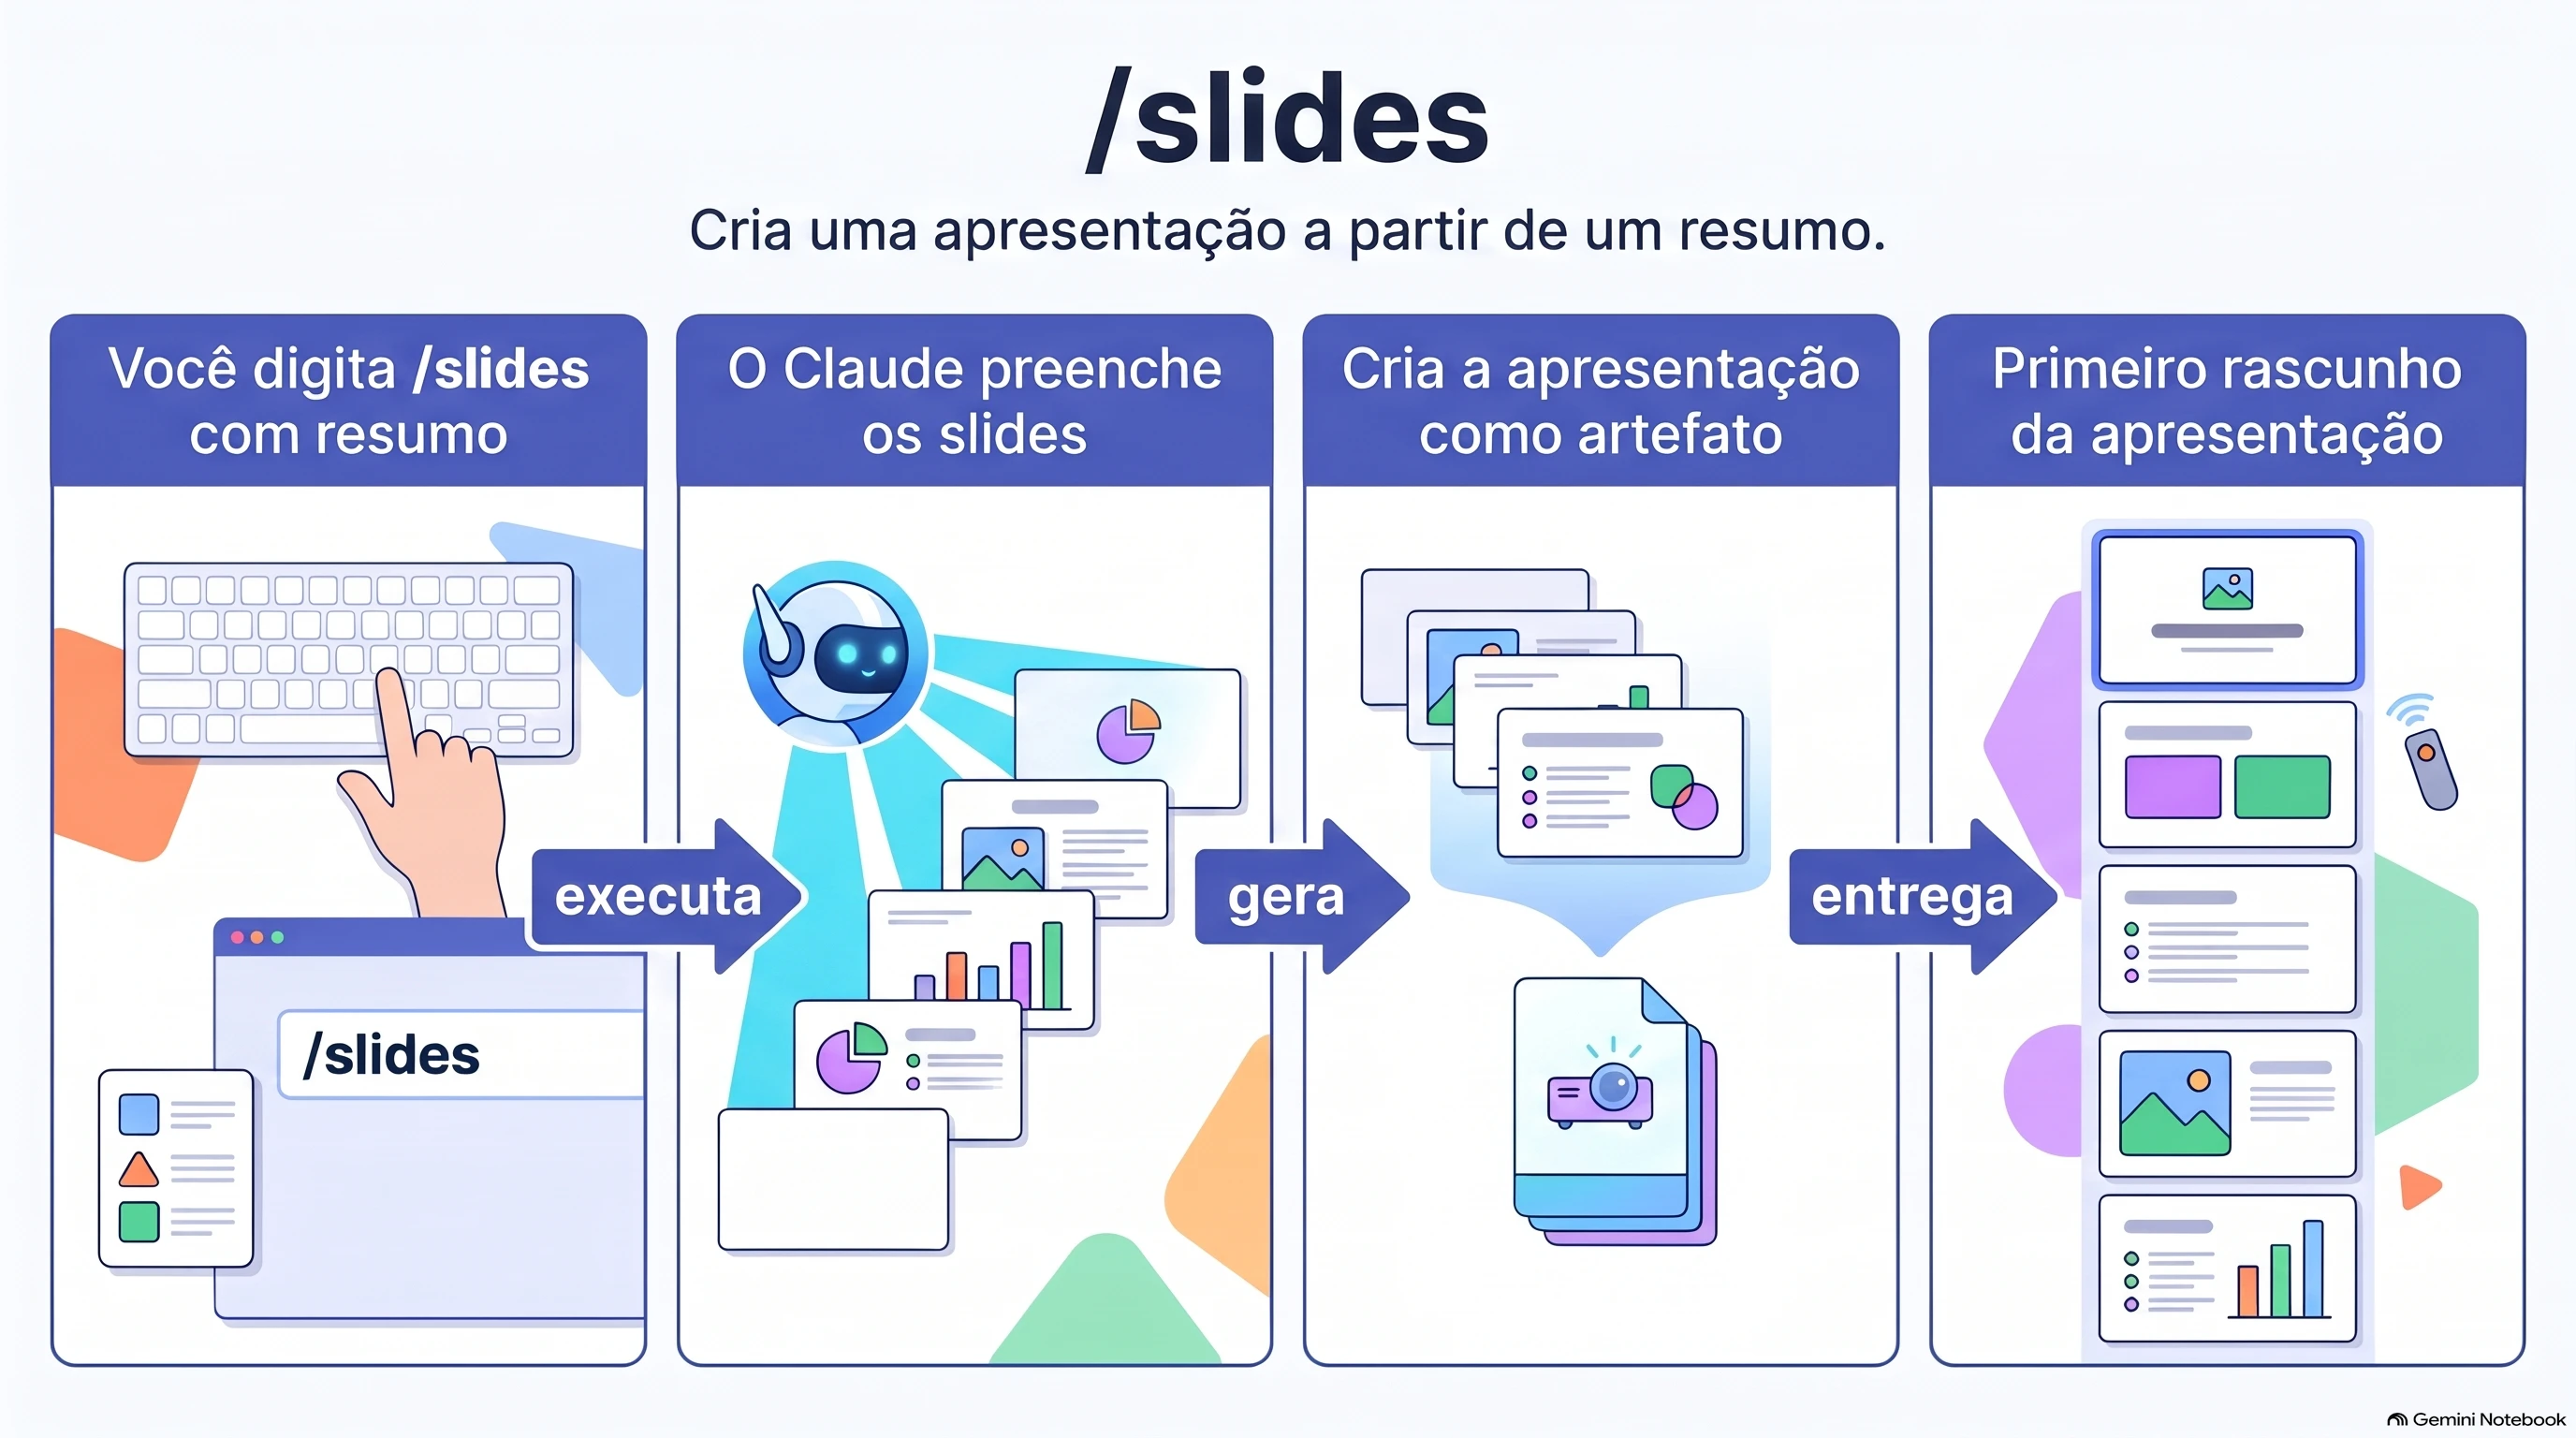 /slides
Cria uma apresentação a partir de um resumo.
Você digita /slides
com resumo
O Claude preenche
os slides
Cria a apresentação
como artefato
Primeiro rascunho
da apresentação
executa
gera
entrega
/slides
Gemini Notebook